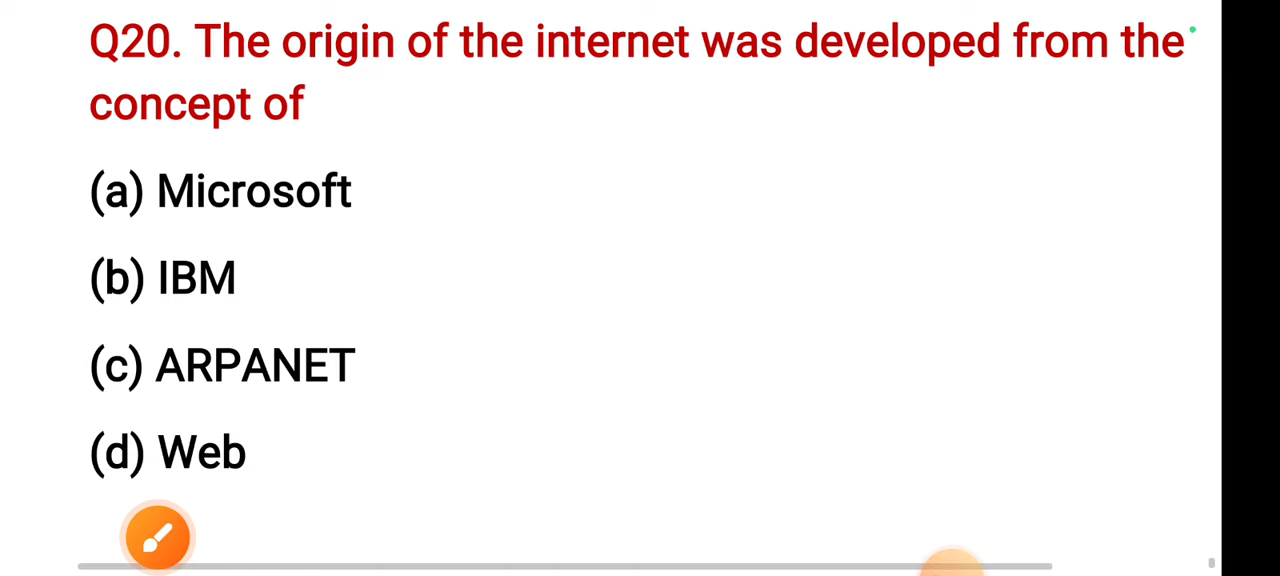 Q20. The origin of the internet was developed from the
concept of
(a) Microsoft
(b) IBM
(c) ARPANET
(d) Web